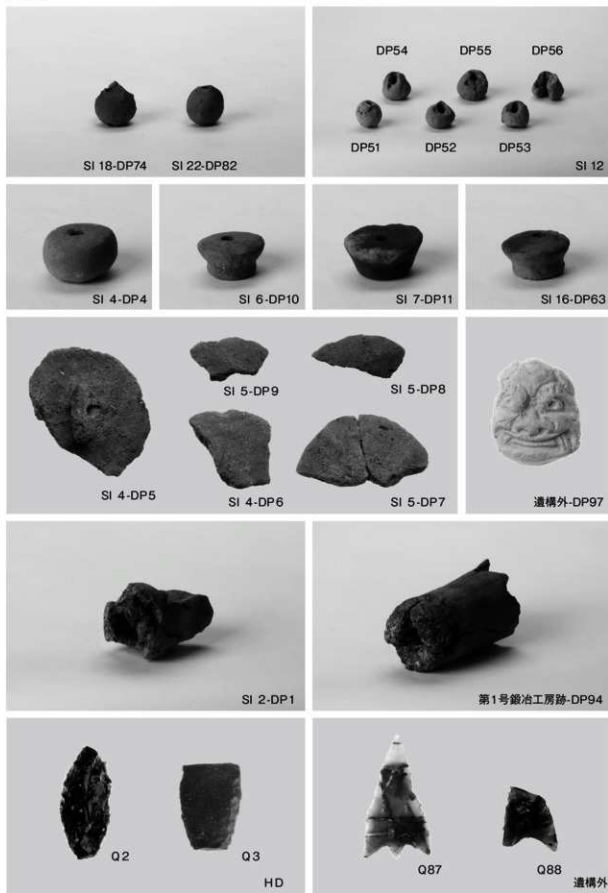 SI 18-DP74
SI 22-DP82
DP54
DP55
DP56
DP51
DP52
DP53
SI 12
SI 4-DP4
SI 6-DP10
SI 7-DP11
SI 16-DP63
SI 4-DP5
SI 5-DP9
SI 5-DP8
SI 4-DP6
SI 5-DP7
遺構外-DP97
SI 2-DP1
第1号鍛冶工房跡-DP94
Q2
Q3
HD
Q87
Q88
遺構外